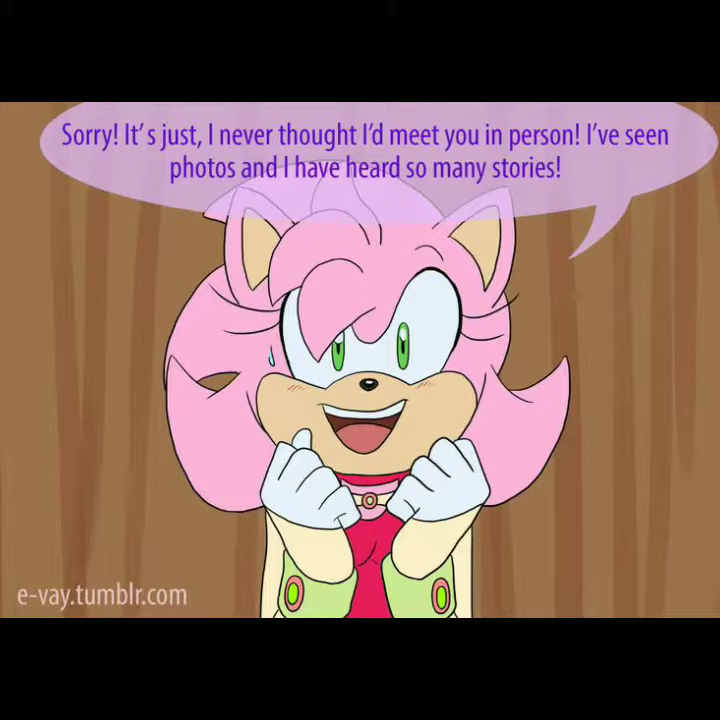 Sorry! It's just, I never thought I'd meet you in person! I've seen
photos and I have heard so many stories!
e-vay.tumblr.com